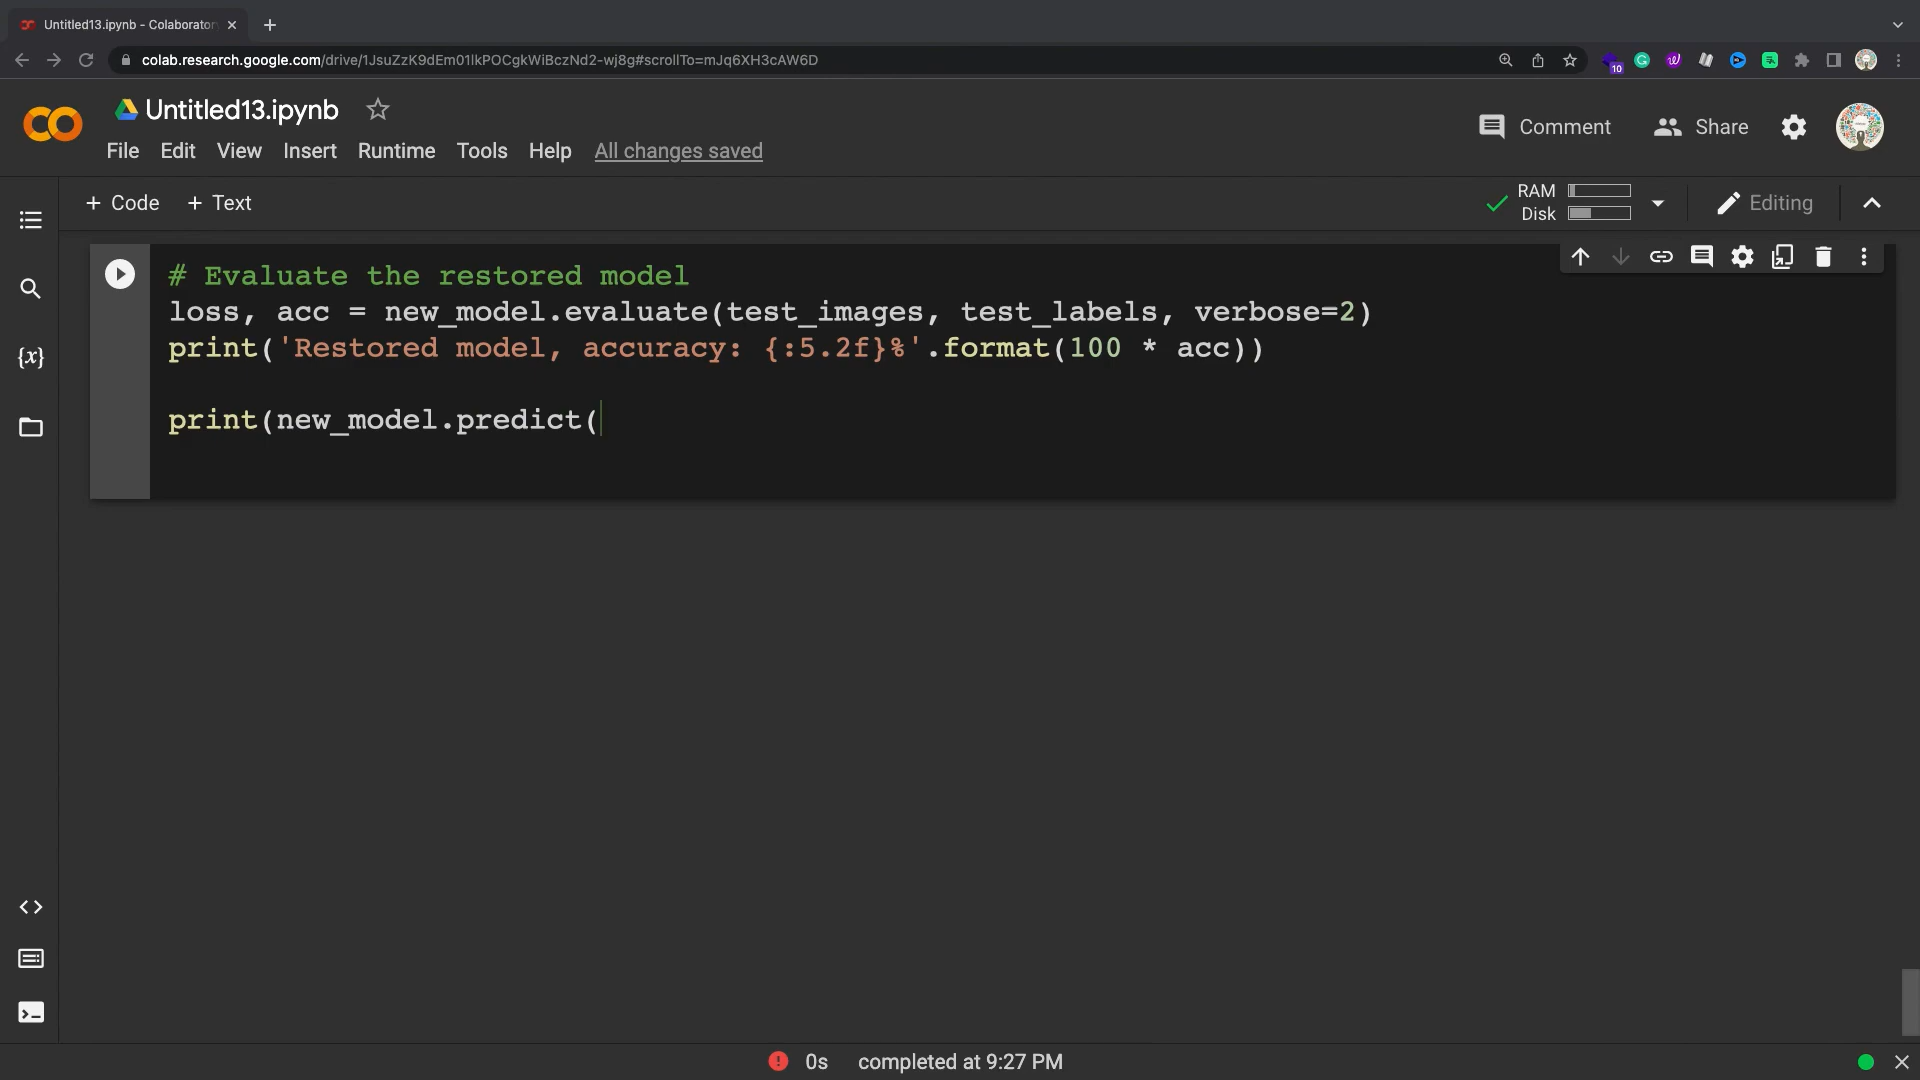 Untitled13.ipynb - Colaborator
colab.research.google.com/drive/1JsuZzK9dEm01lkPOCgkWiBczNd2-wj8g#scrollTo=mJq6XH3cAW6D
10
Untitled13.ipynb
File Edit View Insert Runtime Tools Help All changes saved
Comment Share
+ Code + Text
RAM
Disk
Editing
# Evaluate the restored model
loss, acc = new_model.evaluate(test_images, test_labels, verbose=2)
print('Restored model, accuracy: {:5.2f}%'.format(100 * acc))
print(new_model.predict(
{x}
0s completed at 9:27 PM